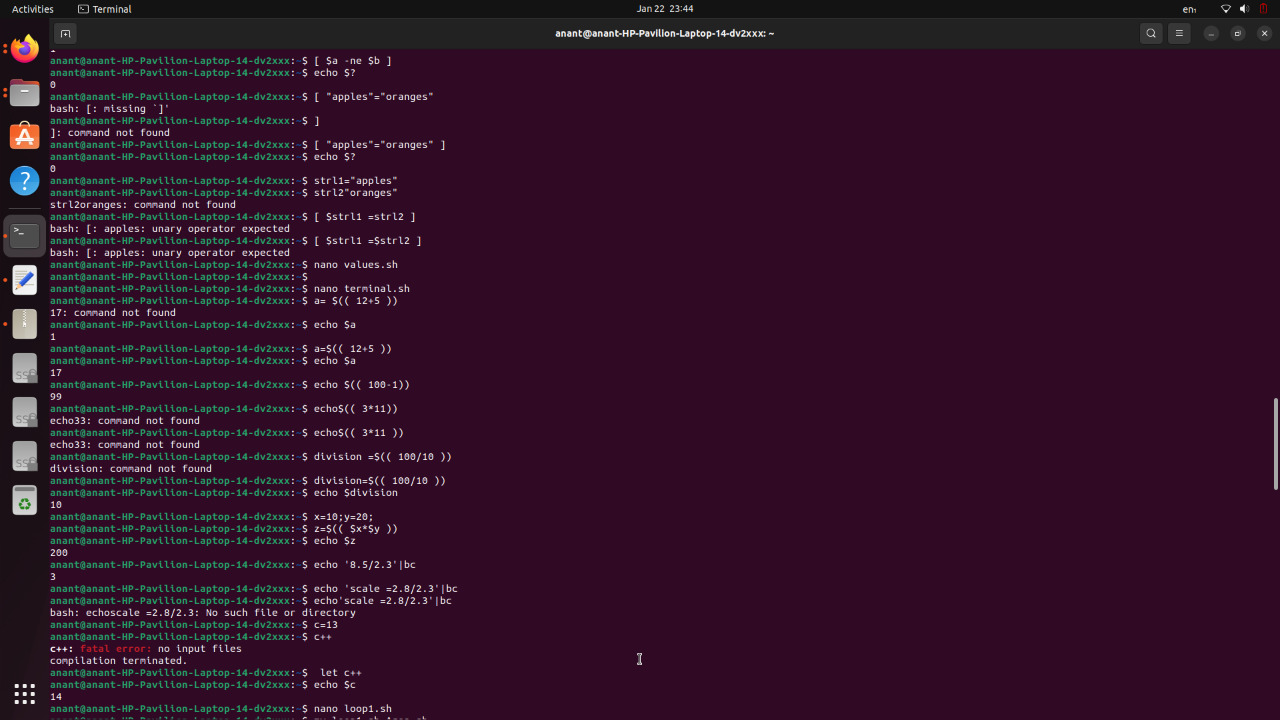 Activities Terminal Jan 22 23:44 en₁
anant@anant-HP-Pavilion-Laptop-14-dv2xxx: ~
1
anant@anant-HP-Pavilion-Laptop-14-dv2xxx:~$ [ $a -ne $b ]
anant@anant-HP-Pavilion-Laptop-14-dv2xxx:~$ echo $?
0
anant@anant-HP-Pavilion-Laptop-14-dv2xxx:~$ [ "apples"="oranges"
bash: [: missing `]'
anant@anant-HP-Pavilion-Laptop-14-dv2xxx:~$ ]
]: command not found
anant@anant-HP-Pavilion-Laptop-14-dv2xxx:~$ [ "apples"="oranges" ]
anant@anant-HP-Pavilion-Laptop-14-dv2xxx:~$ echo $?
0
anant@anant-HP-Pavilion-Laptop-14-dv2xxx:~$ strl1="apples"
anant@anant-HP-Pavilion-Laptop-14-dv2xxx:~$ strl2"oranges"
strl2oranges: command not found
anant@anant-HP-Pavilion-Laptop-14-dv2xxx:~$ [ $strl1 =strl2 ]
bash: [: apples: unary operator expected
anant@anant-HP-Pavilion-Laptop-14-dv2xxx:~$ [ $strl1 =$strl2 ]
bash: [: apples: unary operator expected
anant@anant-HP-Pavilion-Laptop-14-dv2xxx:~$ nano values.sh
anant@anant-HP-Pavilion-Laptop-14-dv2xxx:~$
anant@anant-HP-Pavilion-Laptop-14-dv2xxx:~$ nano terminal.sh
anant@anant-HP-Pavilion-Laptop-14-dv2xxx:~$ a= $(( 12+5 ))
17: command not found
anant@anant-HP-Pavilion-Laptop-14-dv2xxx:~$ echo $a
1
anant@anant-HP-Pavilion-Laptop-14-dv2xxx:~$ a=$(( 12+5 ))
anant@anant-HP-Pavilion-Laptop-14-dv2xxx:~$ echo $a
17
anant@anant-HP-Pavilion-Laptop-14-dv2xxx:~$ echo $(( 100-1))
99
anant@anant-HP-Pavilion-Laptop-14-dv2xxx:~$ echo$(( 3*11))
echo33: command not found
anant@anant-HP-Pavilion-Laptop-14-dv2xxx:~$ echo$(( 3*11 ))
echo33: command not found
anant@anant-HP-Pavilion-Laptop-14-dv2xxx:~$ division =$(( 100/10 ))
division: command not found
anant@anant-HP-Pavilion-Laptop-14-dv2xxx:~$ division=$(( 100/10 ))
anant@anant-HP-Pavilion-Laptop-14-dv2xxx:~$ echo $division
10
anant@anant-HP-Pavilion-Laptop-14-dv2xxx:~$ x=10;y=20;
anant@anant-HP-Pavilion-Laptop-14-dv2xxx:~$ z=$(( $x*$y ))
anant@anant-HP-Pavilion-Laptop-14-dv2xxx:~$ echo $z
200
anant@anant-HP-Pavilion-Laptop-14-dv2xxx:~$ echo '8.5/2.3'|bc
3
anant@anant-HP-Pavilion-Laptop-14-dv2xxx:~$ echo 'scale =2.8/2.3'|bc
anant@anant-HP-Pavilion-Laptop-14-dv2xxx:~$ echo'scale =2.8/2.3'|bc
bash: echoscale =2.8/2.3: No such file or directory
anant@anant-HP-Pavilion-Laptop-14-dv2xxx:~$ c=13
anant@anant-HP-Pavilion-Laptop-14-dv2xxx:~$ c++
c++: fatal error: no input files
compilation terminated.
anant@anant-HP-Pavilion-Laptop-14-dv2xxx:~$  let c++
anant@anant-HP-Pavilion-Laptop-14-dv2xxx:~$ echo $c
14
anant@anant-HP-Pavilion-Laptop-14-dv2xxx:~$ nano loop1.sh